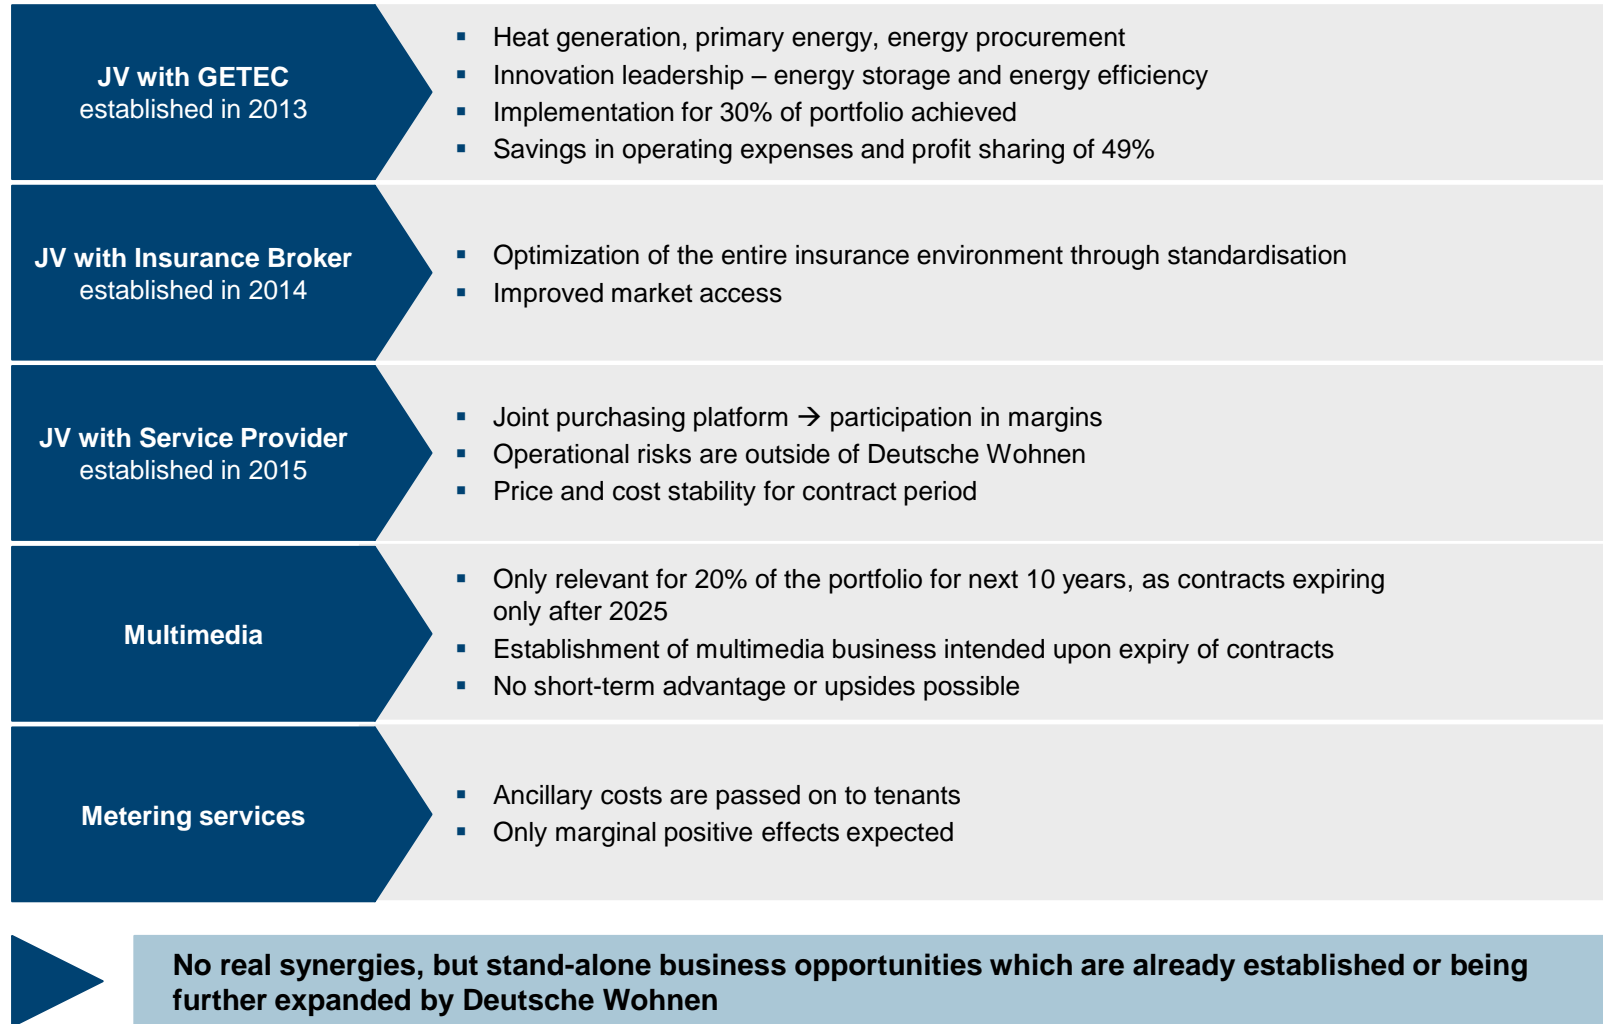 JV with GETEC
established in 2013
▪ Heat generation, primary energy, energy procurement
▪ Innovation leadership – energy storage and energy efficiency
▪ Implementation for 30% of portfolio achieved
▪ Savings in operating expenses and profit sharing of 49%
JV with Insurance Broker
established in 2014
▪ Optimization of the entire insurance environment through standardisation
▪ Improved market access
JV with Service Provider
established in 2015
▪ Joint purchasing platform → participation in margins
▪ Operational risks are outside of Deutsche Wohnen
▪ Price and cost stability for contract period
Multimedia
▪ Only relevant for 20% of the portfolio for next 10 years, as contracts expiring
only after 2025
▪ Establishment of multimedia business intended upon expiry of contracts
▪ No short-term advantage or upsides possible
Metering services
▪ Ancillary costs are passed on to tenants
▪ Only marginal positive effects expected
No real synergies, but stand-alone business opportunities which are already established or being
further expanded by Deutsche Wohnen